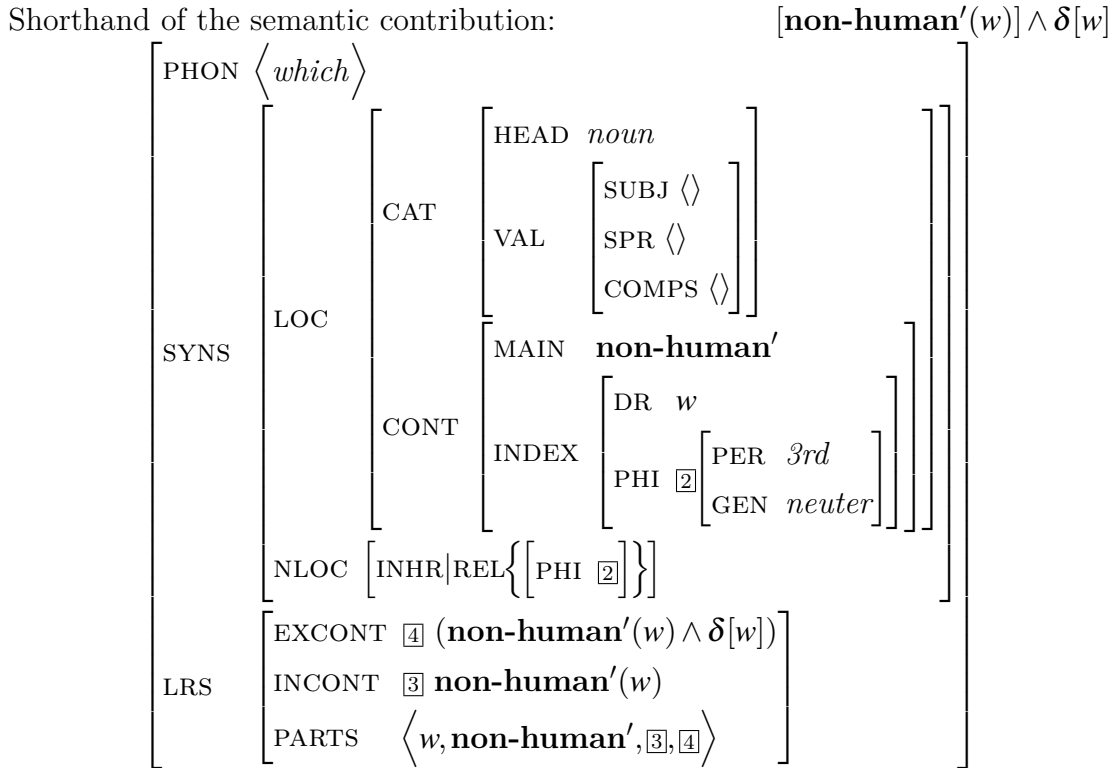 Shorthand of the semantic contribution: [non-human′(w)] ∧ δ[w]
PHON ⟨which⟩
HEAD noun
SUBJ ⟨⟩
CAT
VAL SPR ⟨⟩
COMPS ⟨⟩
LOC
SYNS
MAIN non-human′
DR w
CONT
INDEX
PER 3rd
PHI 2
GEN neuter
NLOC [INHR|REL{[PHI 2]}]
EXCONT 4 (non-human′(w) ∧ δ[w])
LRS INCONT 3 non-human′(w)
PARTS ⟨w, non-human′, 3, 4⟩